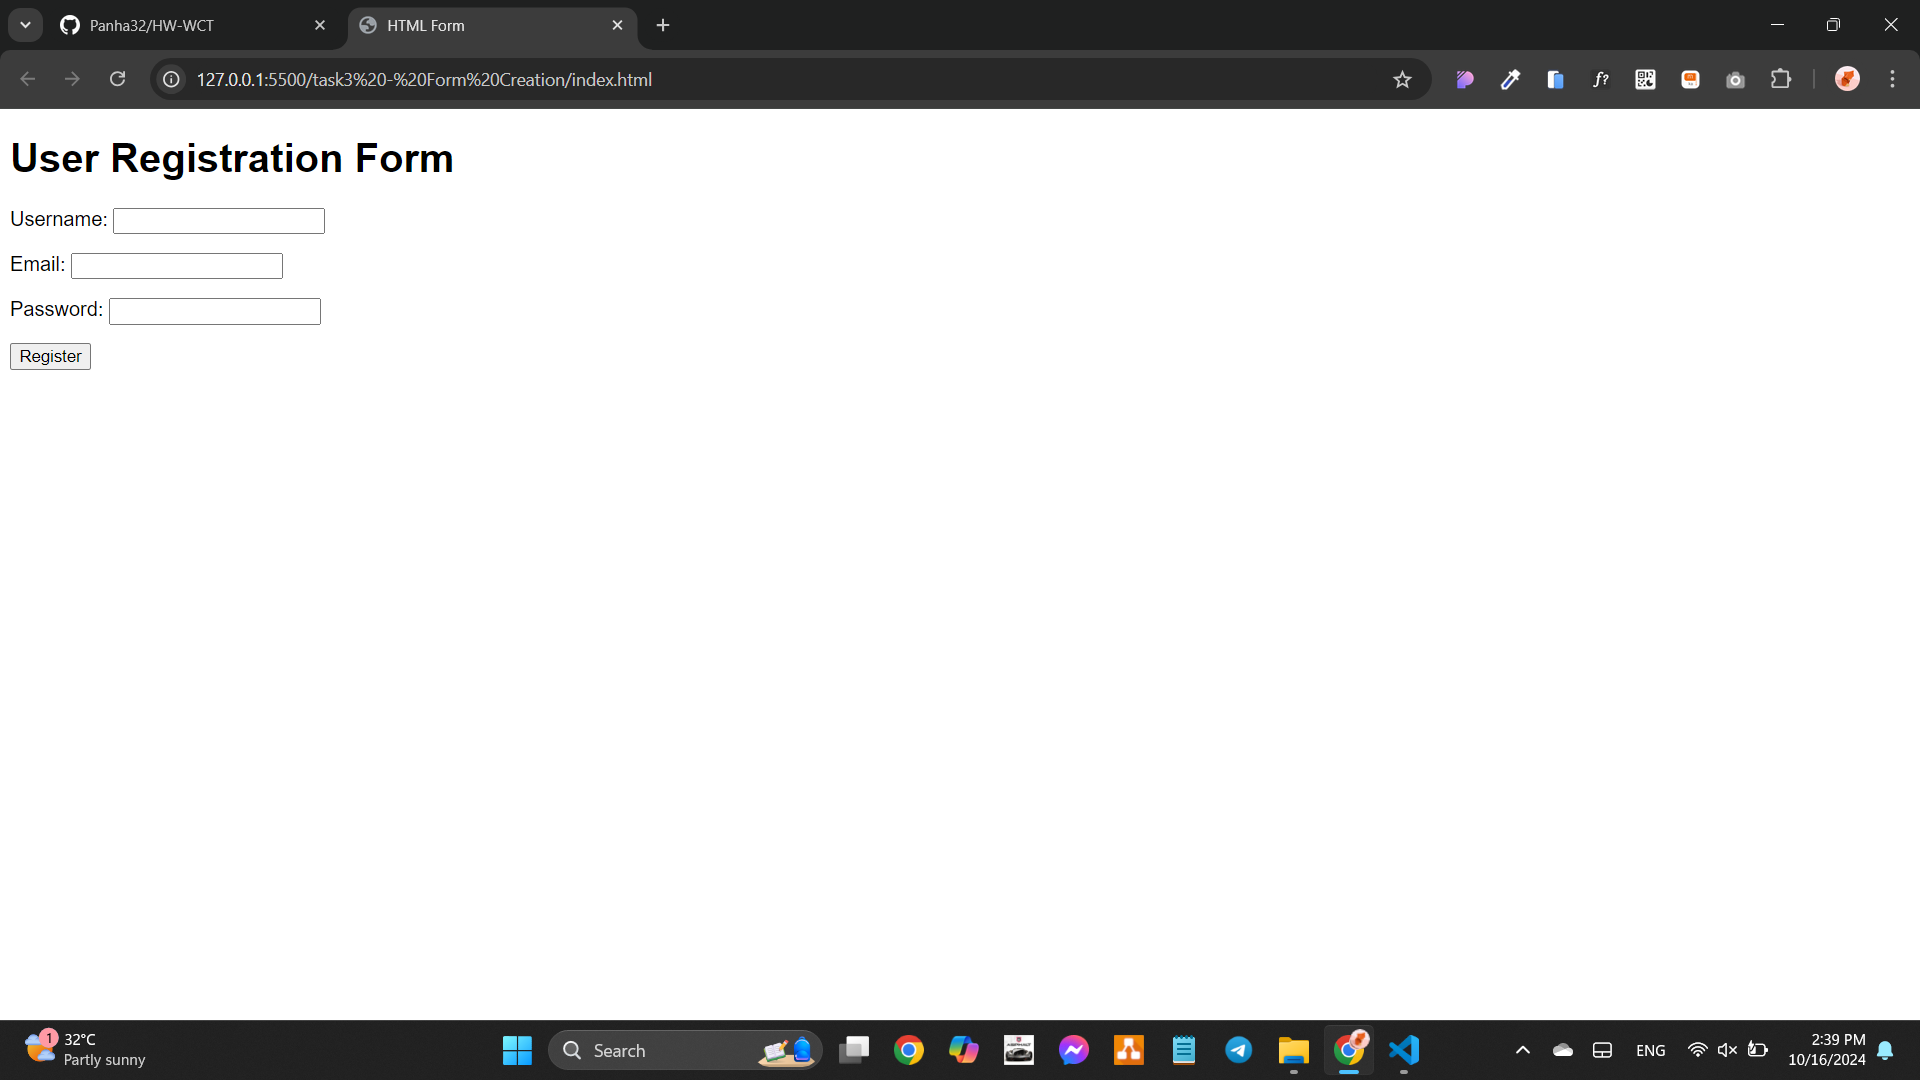 Panha32/HW-WCT
HTML Form
127.0.0.1:5500/task3%20-%20Form%20Creation/index.html
f?
User Registration Form
Username:
Email:
Password:
Register
1
32°C
Partly sunny
Search
ASPHALT
ENG
2:39 PM
10/16/2024